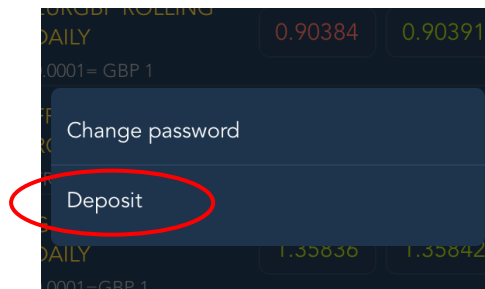 EURGBP ROLLING
DAILY
0.90384
0.90391
0.0001= GBP 1
Change password
Deposit
DAILY
1.35836
1.35842
0.0001=GBP 1